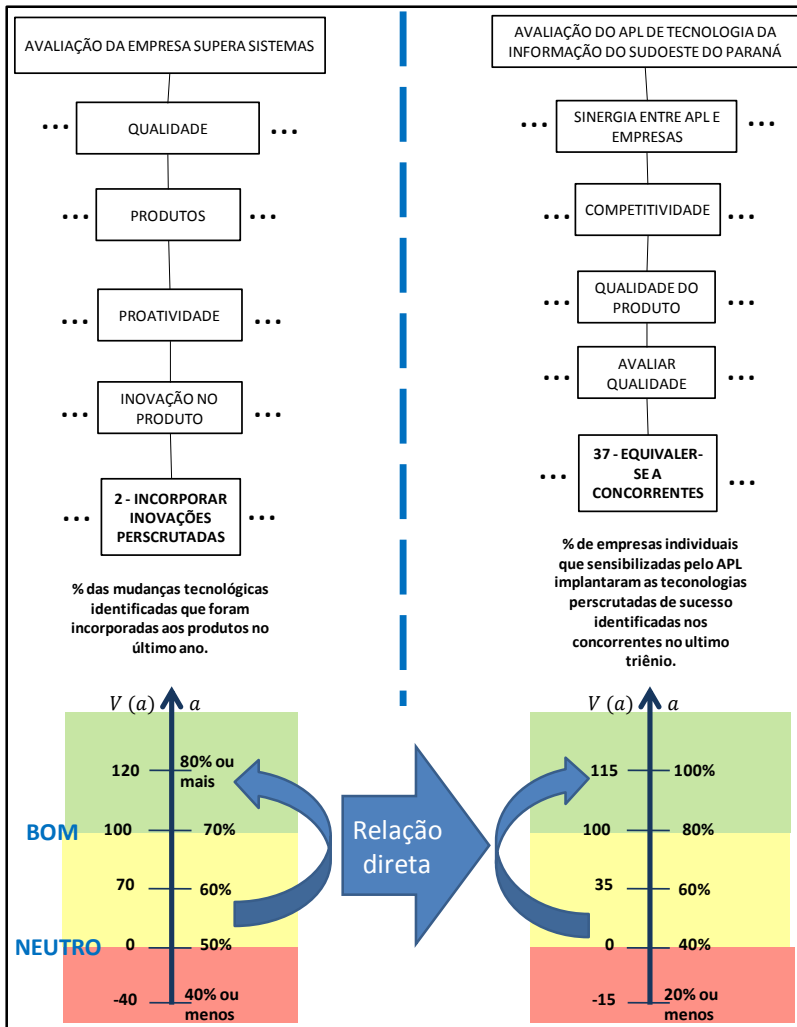 AVALIAÇÃO DA EMPRESA SUPERA SISTEMAS
... QUALIDADE ...
... PRODUTOS ...
... PROATIVIDADE ...
... INOVAÇÃO NO
PRODUTO ...
... 2 - INCORPORAR
INOVAÇÕES
PERSCRUTADAS ...
% das mudanças tecnológicas
identificadas que foram
incorporadas aos produtos no
último ano.
V (a) a
120 80% ou
mais
BOM 100 70%
70 60%
NEUTRO 0 50%
-40 40% ou
menos
Relação
direta
AVALIAÇÃO DO APL DE TECNOLOGIA DA
INFORMAÇÃO DO SUDOESTE DO PARANÁ
... SINERGIA ENTRE APL E
EMPRESAS ...
... COMPETITIVIDADE ...
... QUALIDADE DO
PRODUTO ...
... AVALIAR
QUALIDADE ...
... 37 - EQUIVALER-
SE A
CONCORRENTES ...
% de empresas individuais
que sensibilizadas pelo APL
implantaram as teconologias
perscrutadas de sucesso
identificadas nos
concorrentes no ultimo
triênio.
V (a) a
115 100%
100 80%
35 60%
0 40%
-15 20% ou
menos